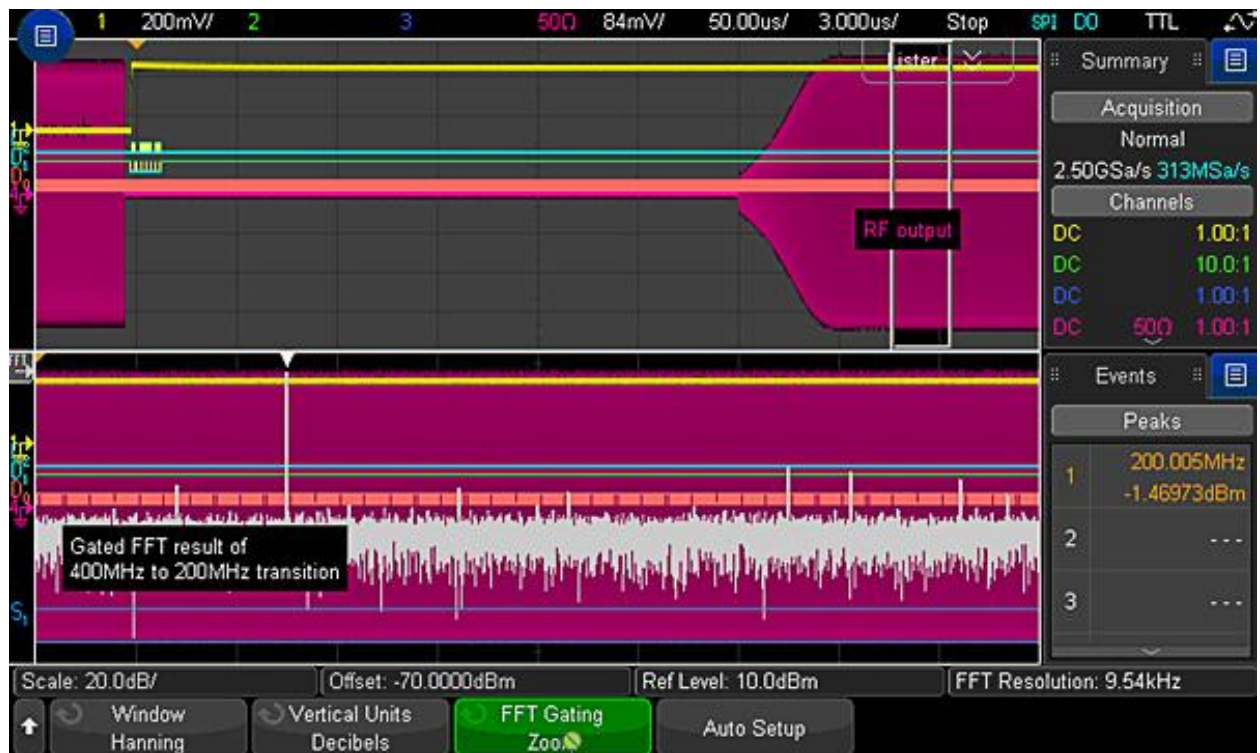 1 200mV/ 2 3 50Ω 84mV/ 50.00us/ 3.000us/ Stop SPI D0 TTL
Summary
Acquisition
Normal
2.50GSa/s 313MSa/s
Channels
DC 1.00:1
DC 10.0:1
DC 1.00:1
DC 50Ω 1.00:1
ister
RF output
FFT
Events
Peaks
1 200.005MHz
-1.46973dBm
2 ---
3 ---
Gated FFT result of
400MHz to 200MHz transition
S1
Scale: 20.0dB/ Offset: -70.0000dBm Ref Level: 10.0dBm FFT Resolution: 9.54kHz
Window
Hanning
Vertical Units
Decibels
FFT Gating
Auto Setup